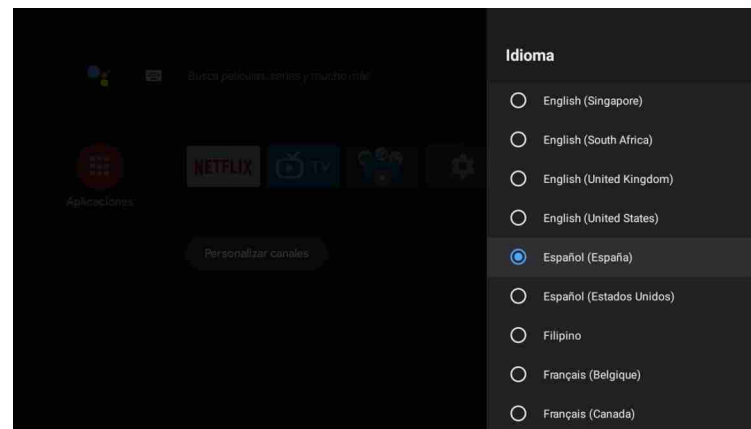 Busca películas, series y mucho más
NETFLIX
TV
Aplicaciones
Personalizar canales
Idioma
English (Singapore)
English (South Africa)
English (United Kingdom)
English (United States)
Español (España)
Español (Estados Unidos)
Filipino
Français (Belgique)
Français (Canada)